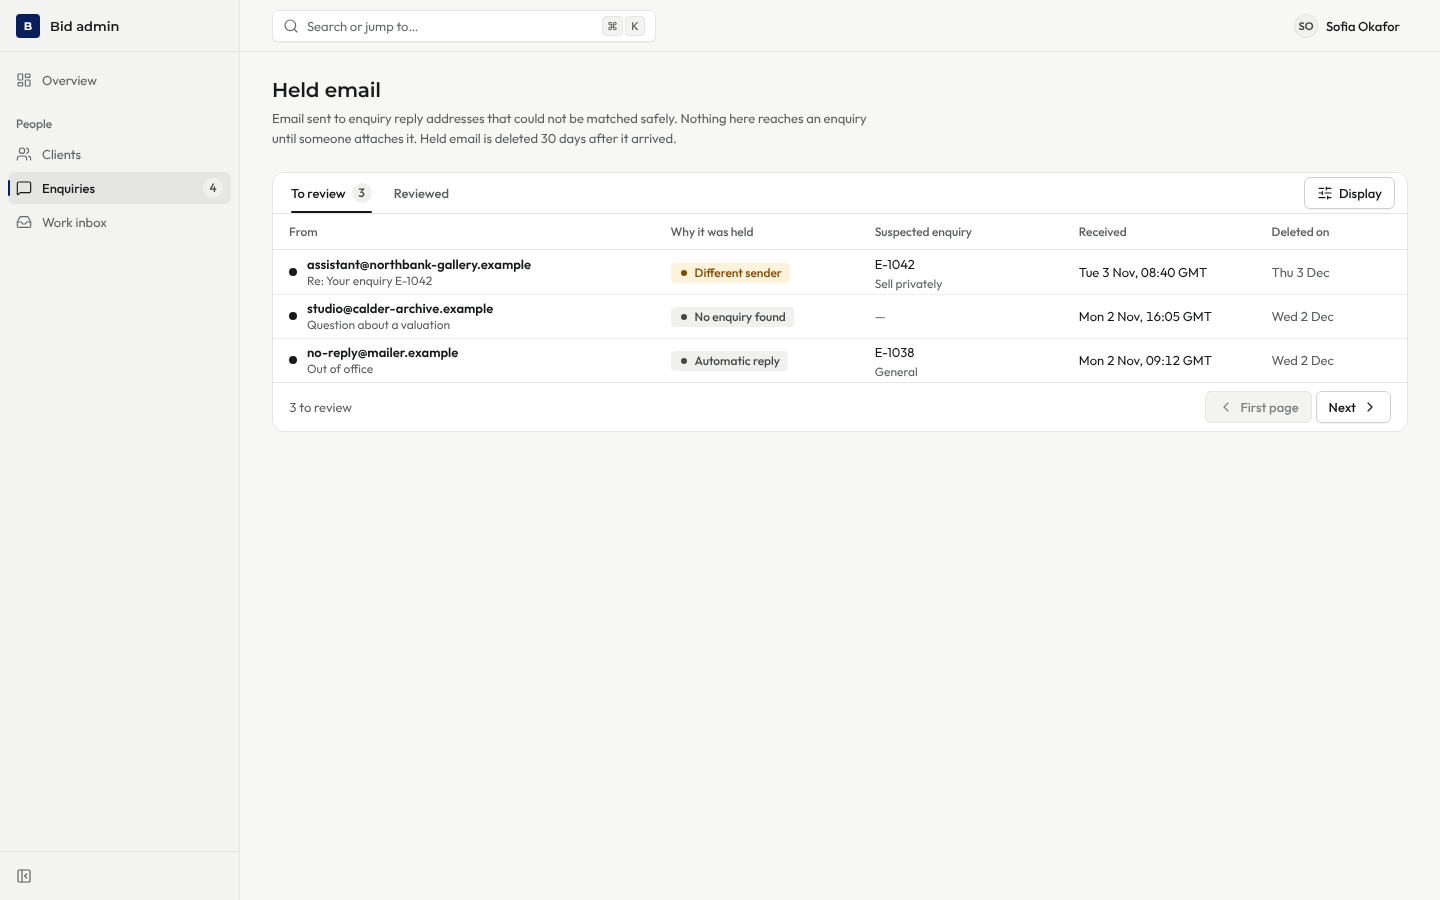 B Bid admin
Search or jump to...
⌘ K
SO Sofia Okafor
Overview
People
Clients
Enquiries 4
Work inbox
Held email
Email sent to enquiry reply addresses that could not be matched safely. Nothing here reaches an enquiry
until someone attaches it. Held email is deleted 30 days after it arrived.
To review 3 Reviewed
Display
From Why it was held Suspected enquiry Received Deleted on
assistant@northbank-gallery.example
Re: Your enquiry E-1042
Different sender
E-1042
Sell privately
Tue 3 Nov, 08:40 GMT
Thu 3 Dec
studio@calder-archive.example
Question about a valuation
No enquiry found
—
Mon 2 Nov, 16:05 GMT
Wed 2 Dec
no-reply@mailer.example
Out of office
Automatic reply
E-1038
General
Mon 2 Nov, 09:12 GMT
Wed 2 Dec
3 to review
First page
Next